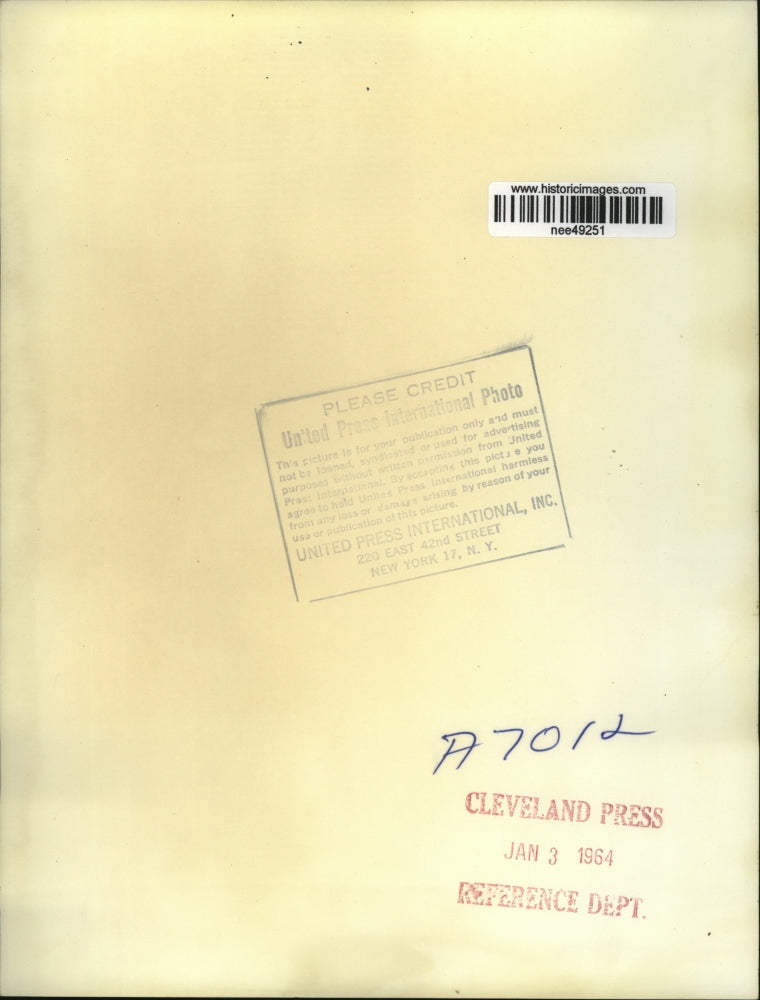 www.historicimages.com
nee49251
PLEASE CREDIT
United Press International Photo
This picture is for your publication only and must
not be loaned, syndicated or used for advertising
purposes without written permission from United
Press International. By accepting this picture you
agree to hold United Press International harmless
from any loss or damage arising by reason of your
use or publication of this picture.
UNITED PRESS INTERNATIONAL, INC.
220 EAST 42nd STREET
NEW YORK 17, N. Y.
A7012
CLEVELAND PRESS
JAN 3 1964
REFERENCE DEPT.